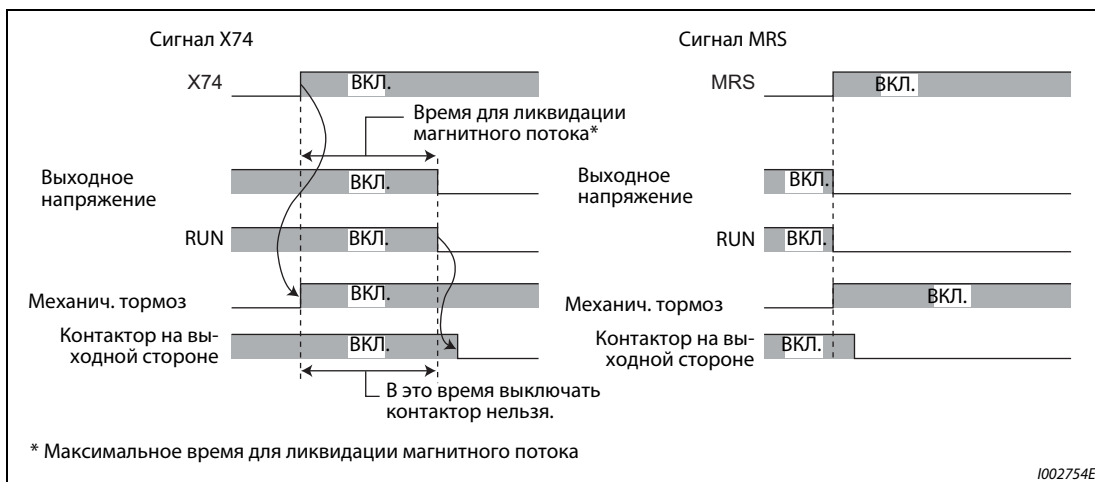 Сигнал X74
X74
ВКЛ.
Время для ликвидации
магнитного потока*
Выходное
напряжение
ВКЛ.
RUN
ВКЛ.
Механич. тормоз
ВКЛ.
Контактор на вы-
ходной стороне
ВКЛ.
В это время выключать
контактор нельзя.
Сигнал MRS
MRS
ВКЛ.
Выходное
напряжение
ВКЛ.
RUN
ВКЛ.
Механич. тормоз
ВКЛ.
Контактор на вы-
ходной стороне
ВКЛ.
* Максимальное время для ликвидации магнитного потока
I002754E